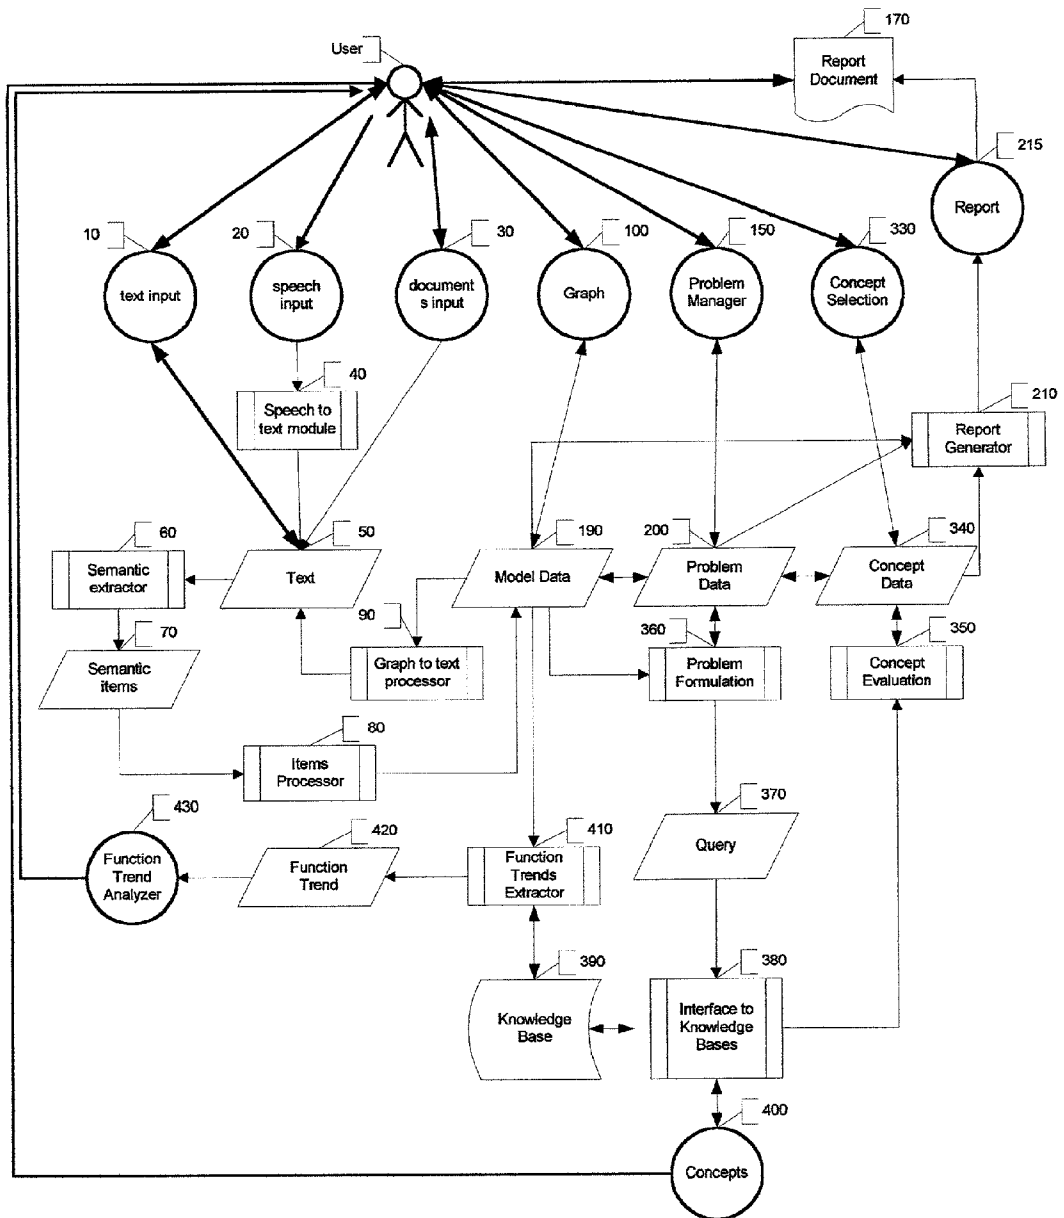 170
User
Report
Document
215
Report
10
20
30
100
150
330
text input
speech
input
document
s input
Graph
Problem
Manager
Concept
Selection
40
210
Speech to
text module
Report
Generator
60
50
190
200
340
Semantic
extractor
Text
Model Data
Problem
Data
Concept
Data
70
90
360
350
Semantic
items
Graph to text
processor
Problem
Formulation
Concept
Evaluation
80
Items
Processor
430
420
410
370
Function
Trend
Analyzer
Function
Trend
Function
Trends
Extractor
Query
390
380
Knowledge
Base
Interface to
Knowledge
Bases
400
Concepts